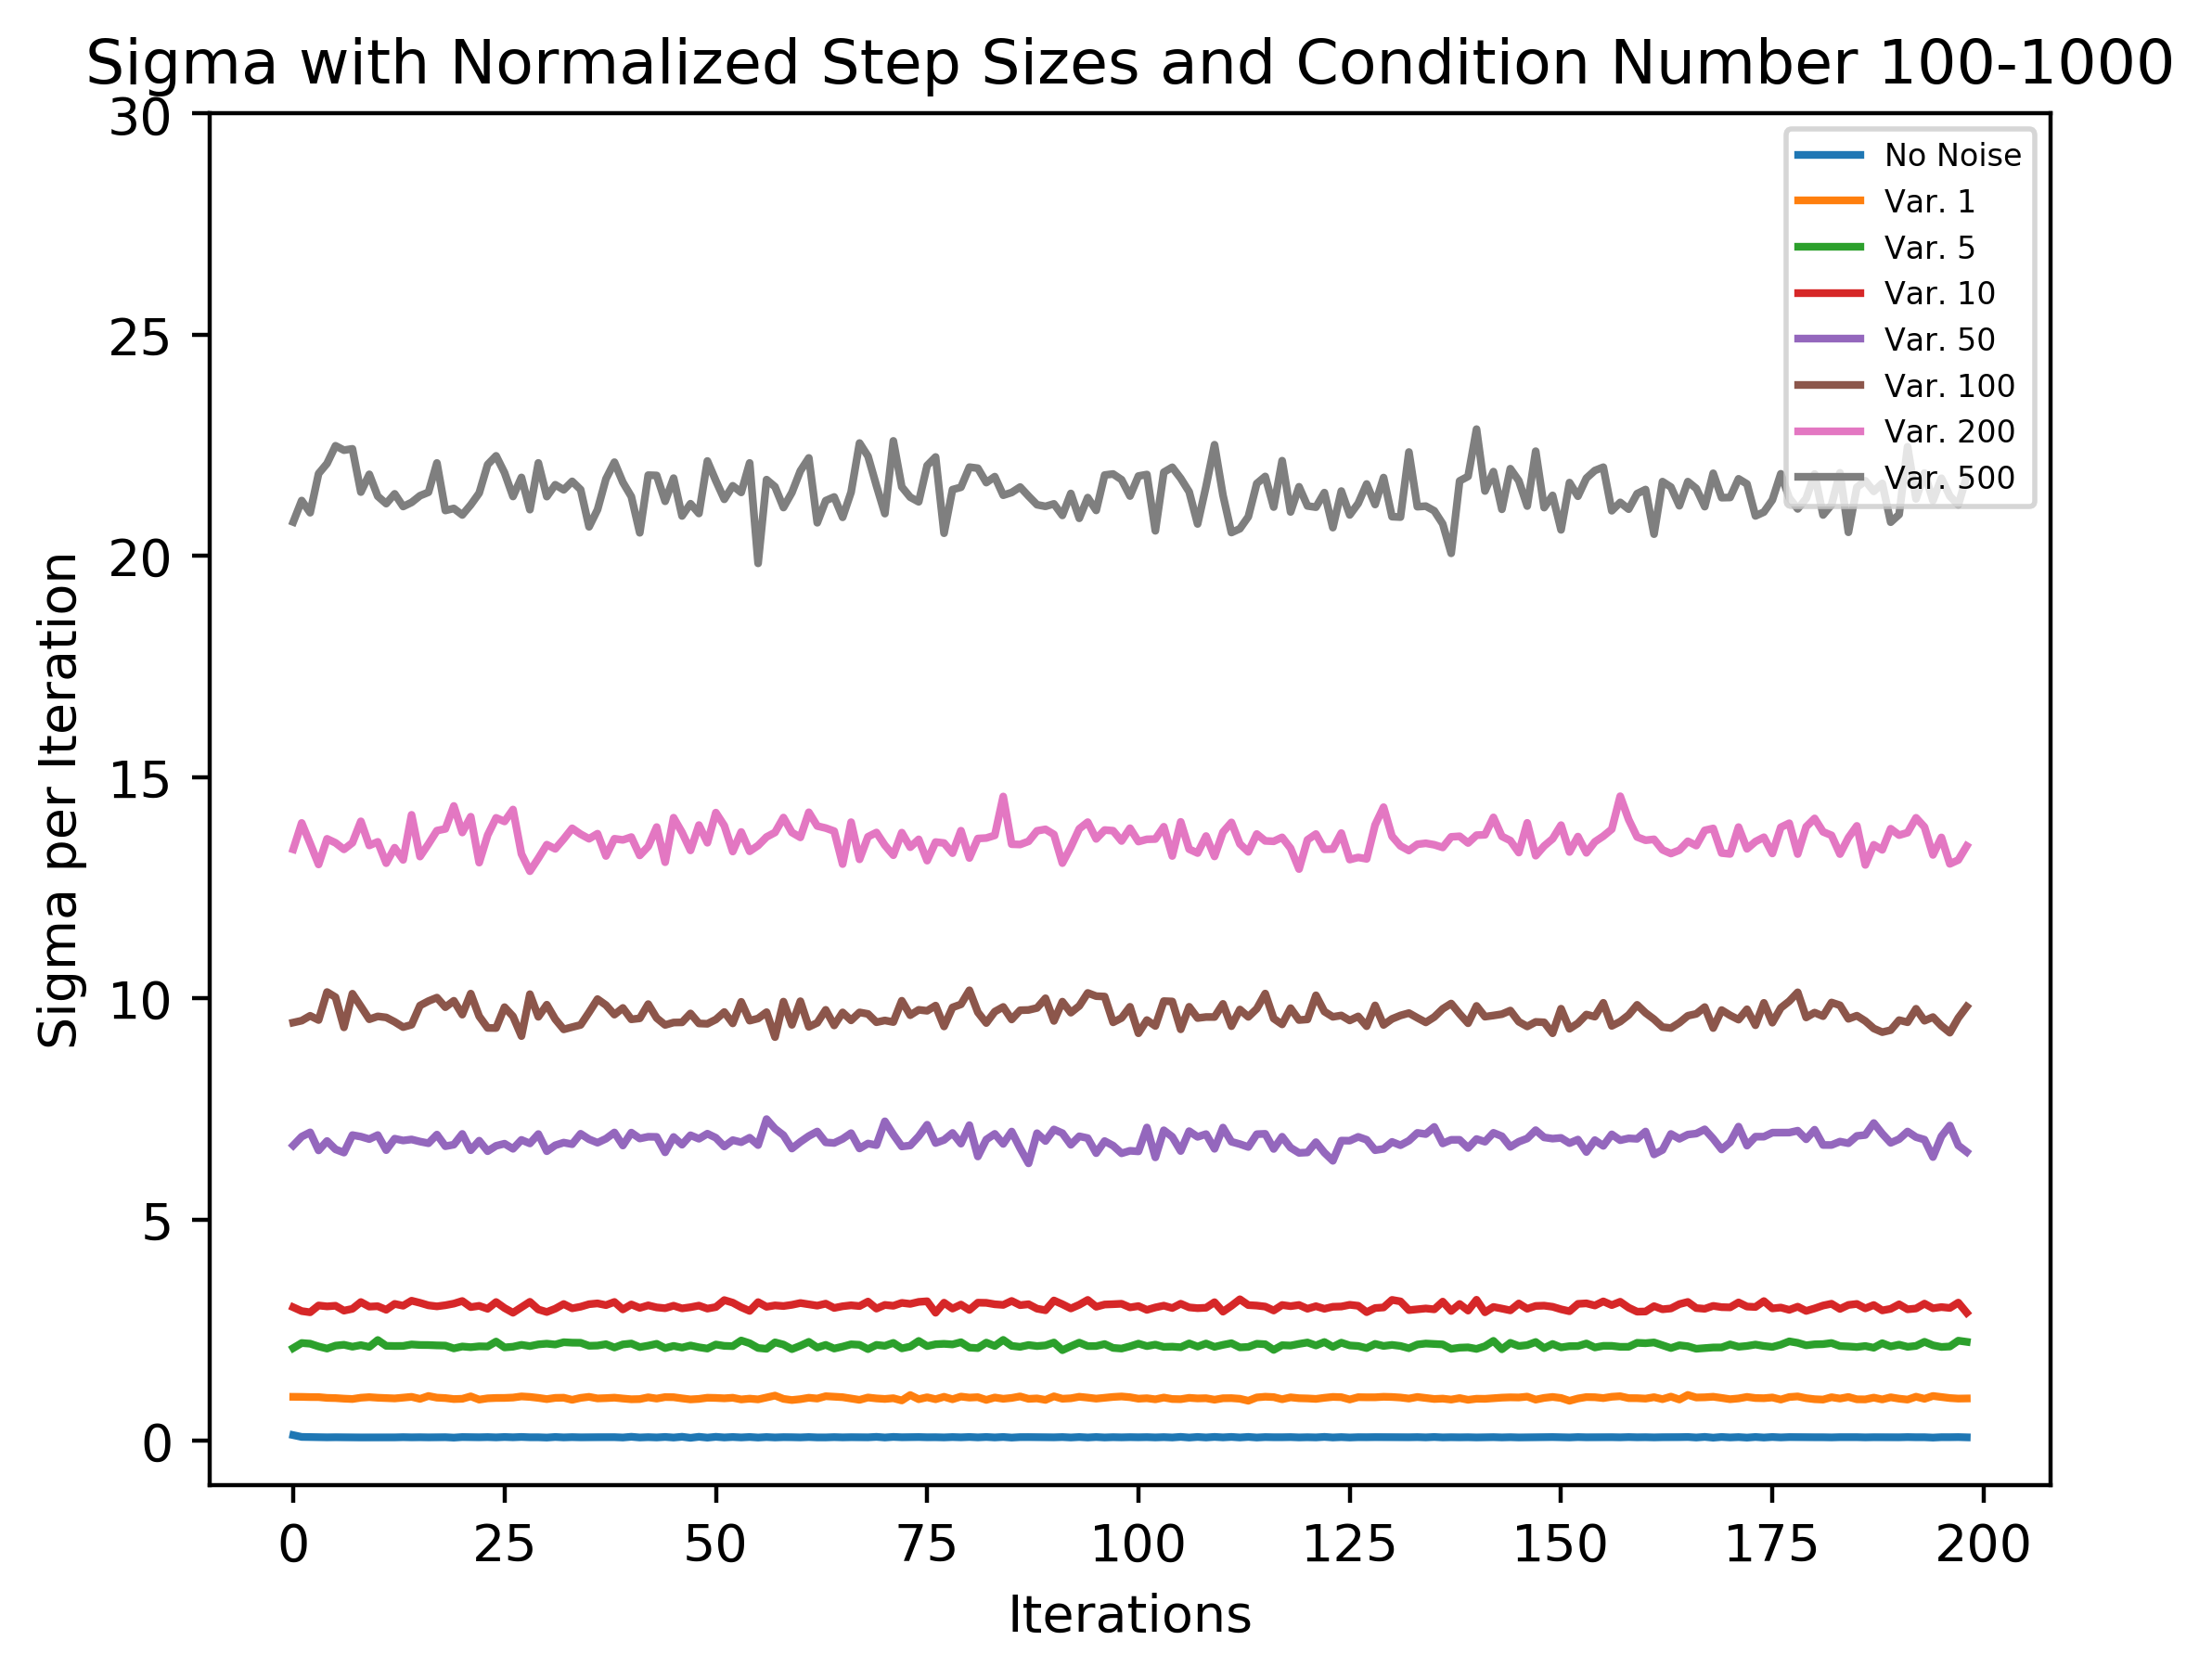 Sigma with Normalized Step Sizes and Condition Number 100-1000
30
25
20
15
10
5
0
Sigma per Iteration
No Noise
Var. 1
Var. 5
Var. 10
Var. 50
Var. 100
Var. 200
Var. 500
0 25 50 75 100 125 150 175 200
Iterations